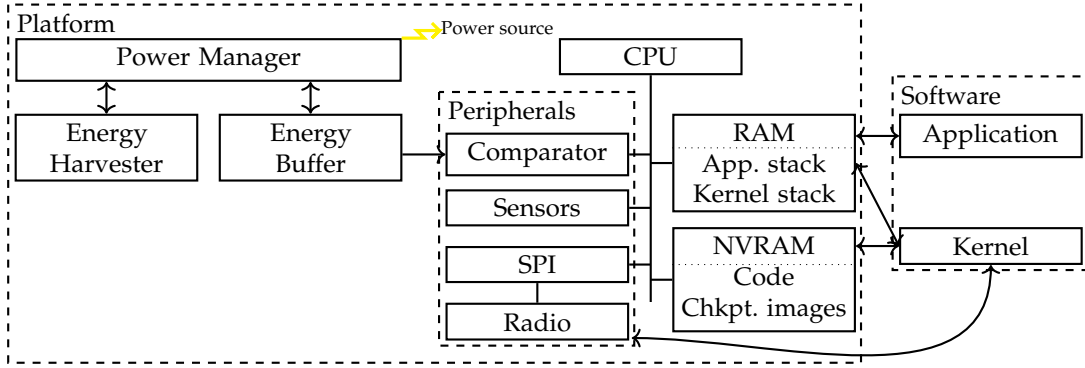 Platform
Power source
Power Manager
CPU
Energy
Harvester
Energy
Buffer
Peripherals
Comparator
Sensors
SPI
Radio
RAM
App. stack
Kernel stack
NVRAM
Code
Chkpt. images
Software
Application
Kernel